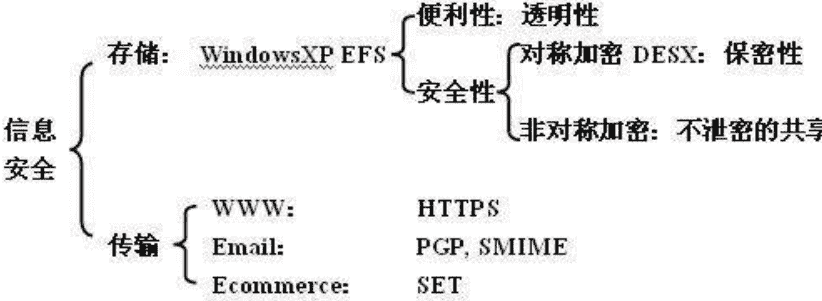 信息
安全
存储: WindowsXP EFS
便利性: 透明性
安全性
对称加密 DESX: 保密性
非对称加密: 不泄密的共享
传输
WWW: HTTPS
Email: PGP, SMIME
Ecommerce: SET